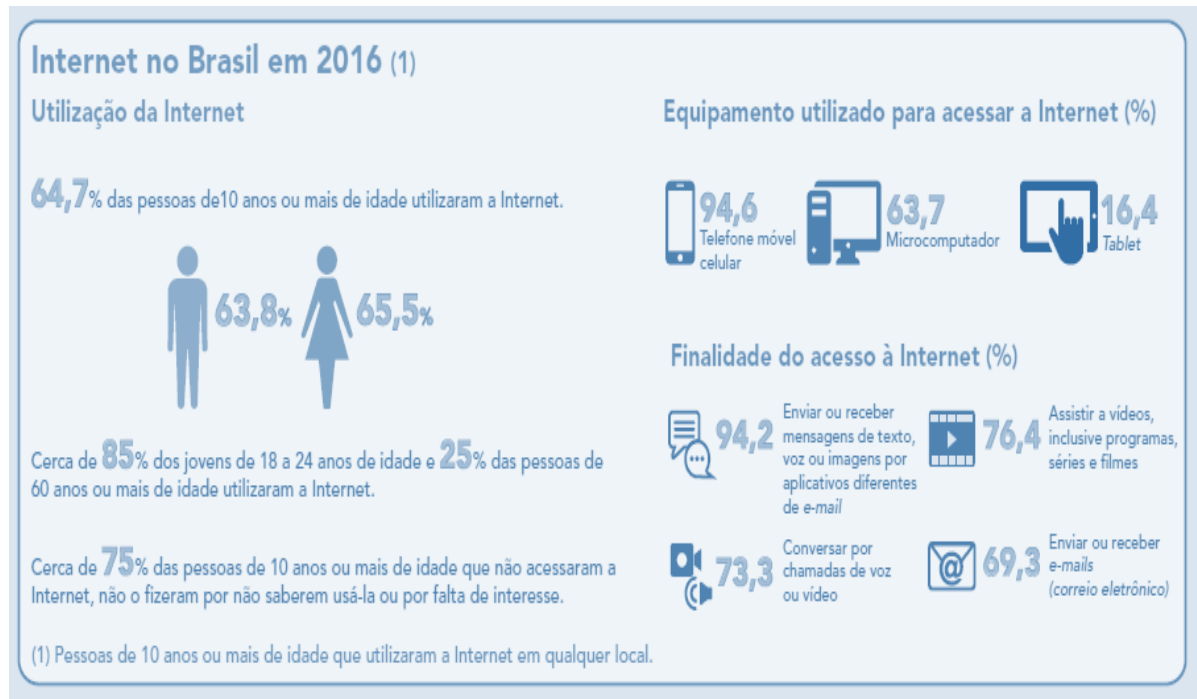 Internet no Brasil em 2016 (1)
Utilização da Internet
64,7% das pessoas de10 anos ou mais de idade utilizaram a Internet.
63,8%
65,5%
Cerca de 85% dos jovens de 18 a 24 anos de idade e 25% das pessoas de
60 anos ou mais de idade utilizaram a Internet.
Cerca de 75% das pessoas de 10 anos ou mais de idade que não acessaram a
Internet, não o fizeram por não saberem usá-la ou por falta de interesse.
(1) Pessoas de 10 anos ou mais de idade que utilizaram a Internet em qualquer local.
Equipamento utilizado para acessar a Internet (%)
94,6
Telefone móvel
celular
63,7
Microcomputador
16,4
Tablet
Finalidade do acesso à Internet (%)
94,2
Enviar ou receber
mensagens de texto,
voz ou imagens por
aplicativos diferentes
de e-mail
76,4
Assistir a vídeos,
inclusive programas,
séries e filmes
73,3
Conversar por
chamadas de voz
ou vídeo
@
69,3
Enviar ou receber
e-mails
(correio eletrônico)